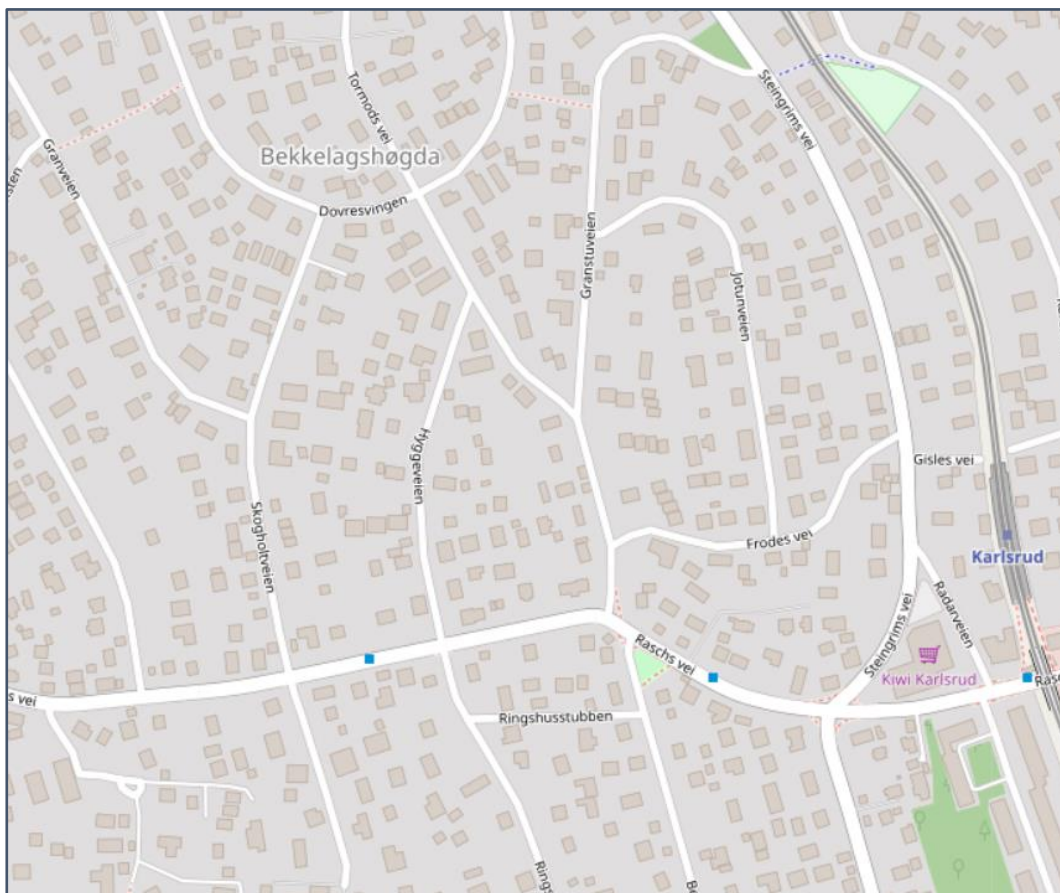 Tormods vei
Steingrims vei
Granveien
Bekkelagshøgda
Dovresvingen
Granstuveien
Jotunveien
Hyggeveien
Gisles vei
Skogholtveien
Frodes vei
Karlsrud
Radarveien
Steingrims vei
Raschs vei
Kiwi Karlsrud
s vei
Ringshusstubben